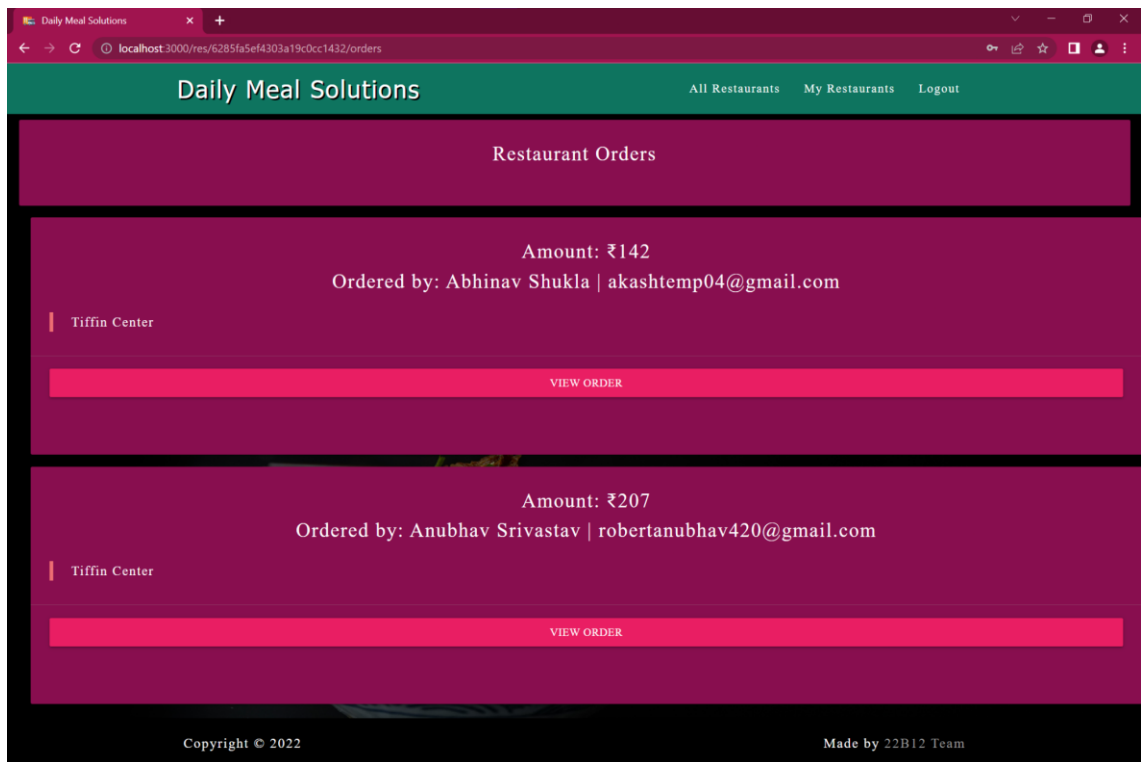 Daily Meal Solutions
localhost:3000/res/6285fa5ef4303a19c0cc1432/orders
Daily Meal Solutions
All Restaurants My Restaurants Logout
Restaurant Orders
Amount: ₹142
Ordered by: Abhinav Shukla | akashtemp04@gmail.com
Tiffin Center
VIEW ORDER
Amount: ₹207
Ordered by: Anubhav Srivastav | robertanubhav420@gmail.com
Tiffin Center
VIEW ORDER
Copyright © 2022 Made by 22B12 Team